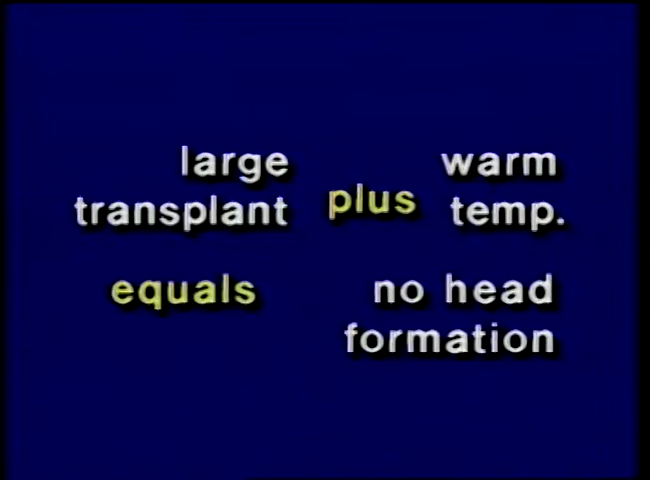 large
transplant
plus
warm
temp.
equals
no head
formation